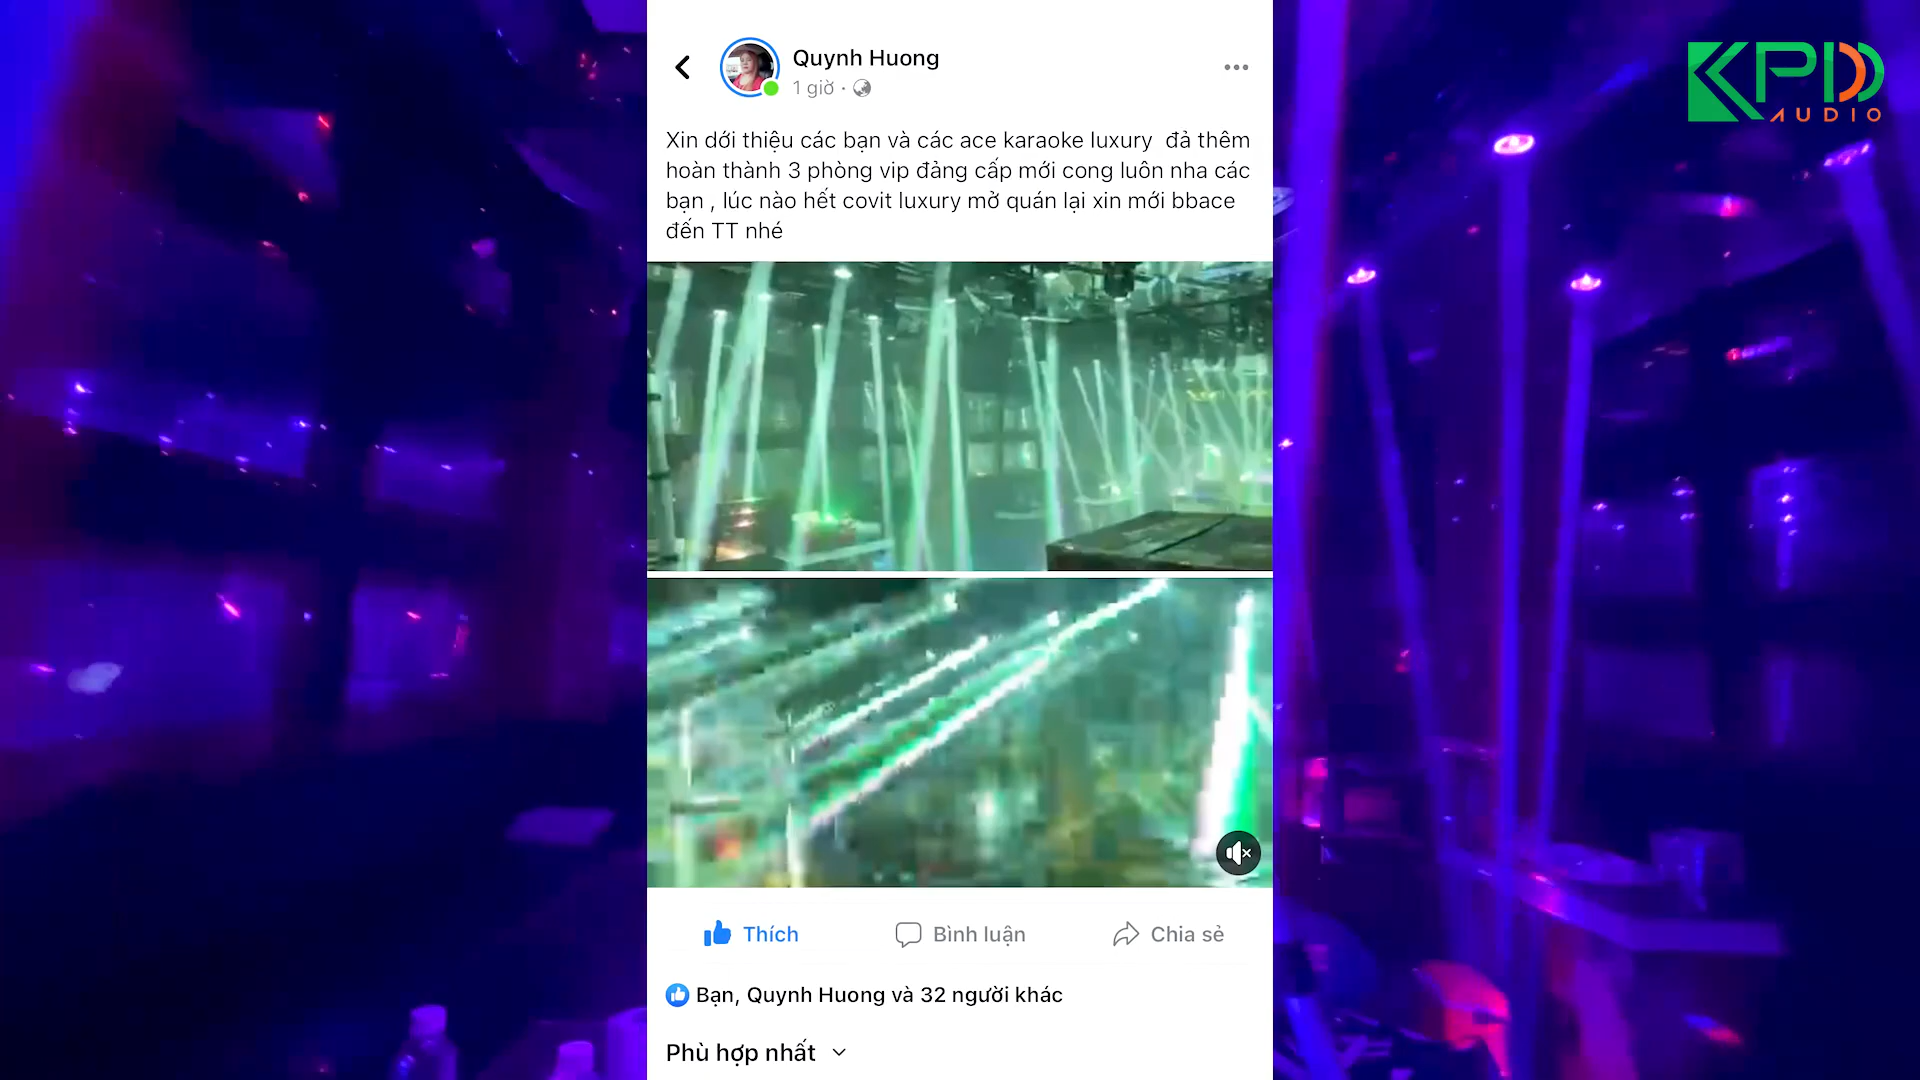 Quynh Huong
1 giờ ·
Xin dới thiệu các bạn và các ace karaoke luxury đả thêm
hoàn thành 3 phòng vip đảng cấp mới cong luôn nha các
bạn , lúc nào hết covit luxury mở quán lại xin mới bbace
đến TT nhé
Thích
Bình luận
Chia sẻ
Bạn, Quynh Huong và 32 người khác
Phù hợp nhất
KPD
AUDIO